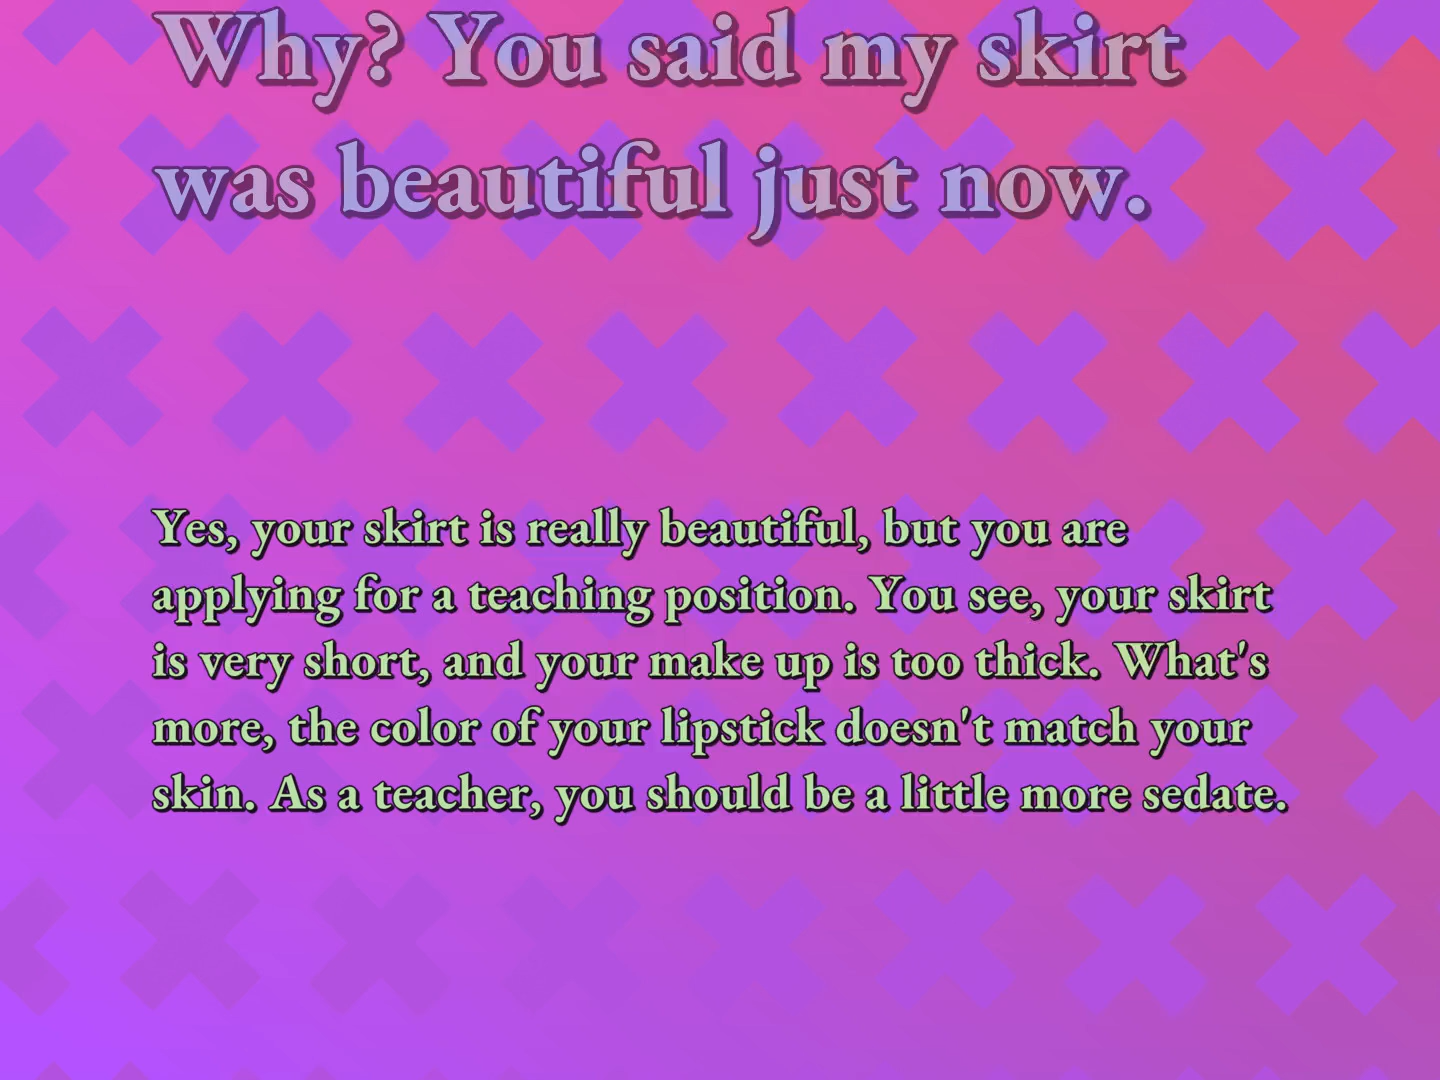 Why? You said my skirt
was beautiful just now.
Yes, your skirt is really beautiful, but you are
applying for a teaching position. You see, your skirt
is very short, and your make up is too thick. What's
more, the color of your lipstick doesn't match your
skin. As a teacher, you should be a little more sedate.